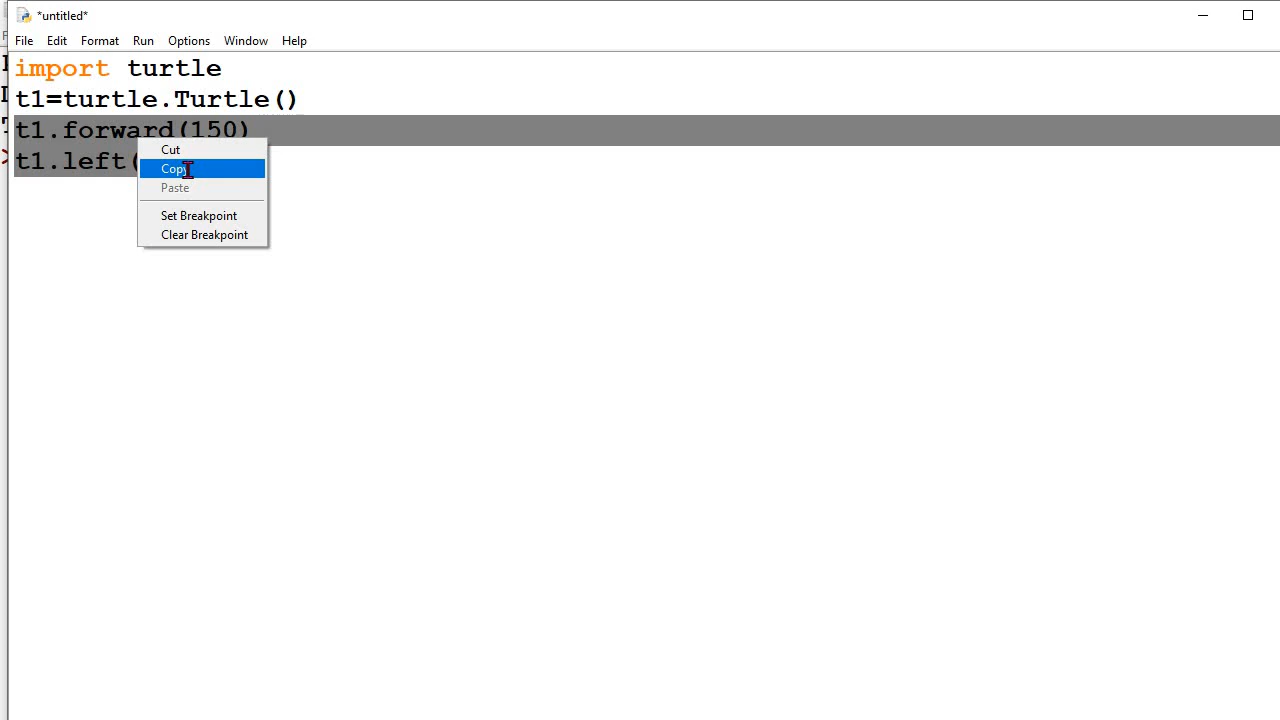 *untitled*
File Edit Format Run Options Window Help
import turtle
t1=turtle.Turtle()
t1.forward(150)
t1.left(
Cut
Copy
Paste
Set Breakpoint
Clear Breakpoint